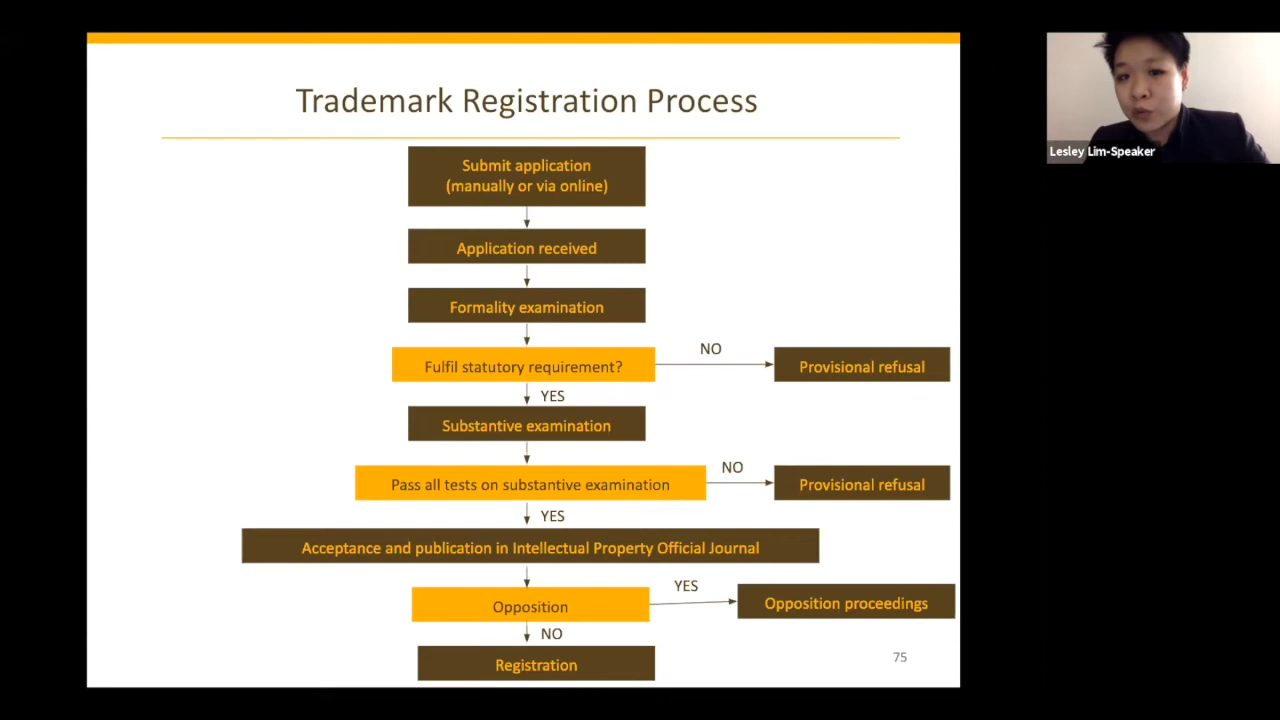 Trademark Registration Process
Submit application
(manually or via online)
Application received
Formality examination
Fulfil statutory requirement?
NO
Provisional refusal
YES
Substantive examination
Pass all tests on substantive examination
NO
Provisional refusal
YES
Acceptance and publication in Intellectual Property Official Journal
Opposition
YES
Opposition proceedings
NO
Registration
75
Lesley Lim-Speaker